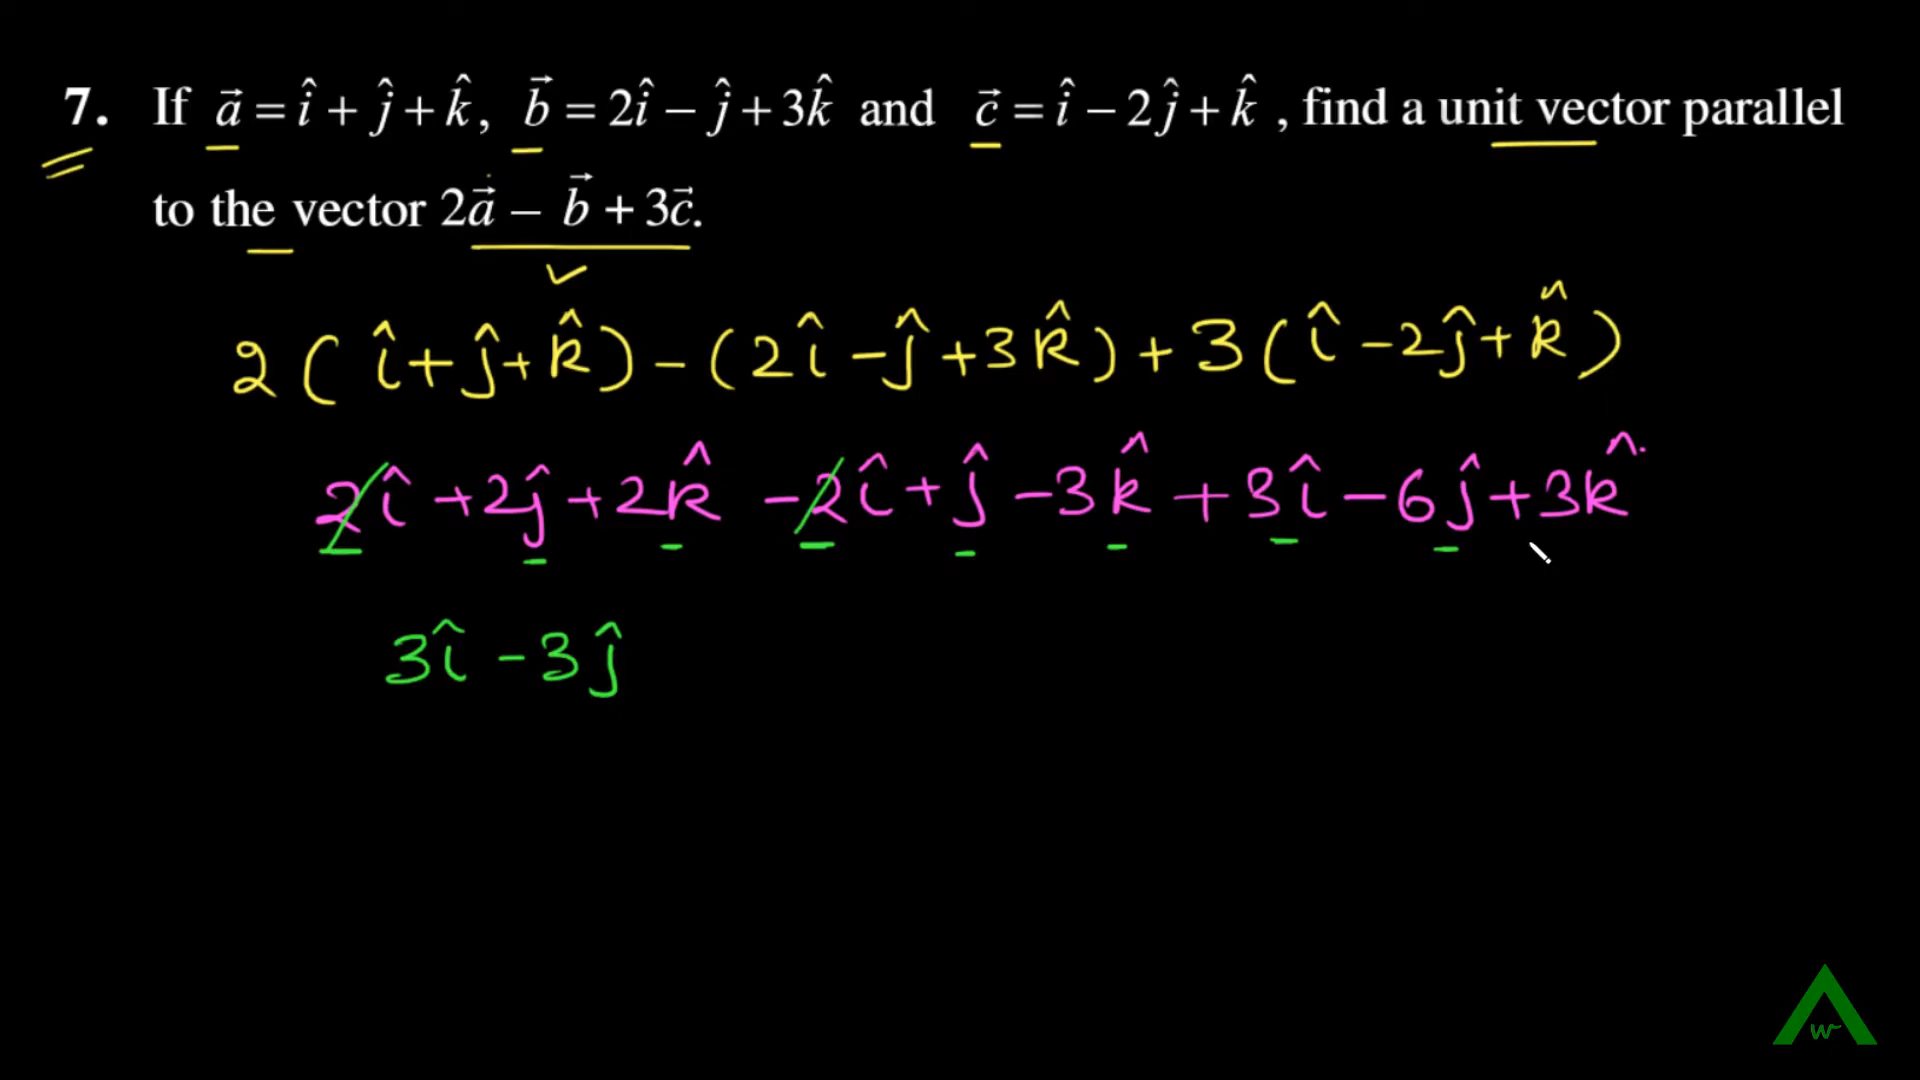 7. If a⃗ = î + ĵ + k̂, b⃗ = 2î − ĵ + 3k̂ and c⃗ = î − 2ĵ + k̂ , find a unit vector parallel
to the vector 2a⃗ − b⃗ + 3c⃗.
2(î+ĵ+k̂)−(2î−ĵ+3k̂)+3(î−2ĵ+k̂)
2î+2ĵ+2k̂ −2î+ĵ−3k̂+3î−6ĵ+3k̂
3î−3ĵ
W